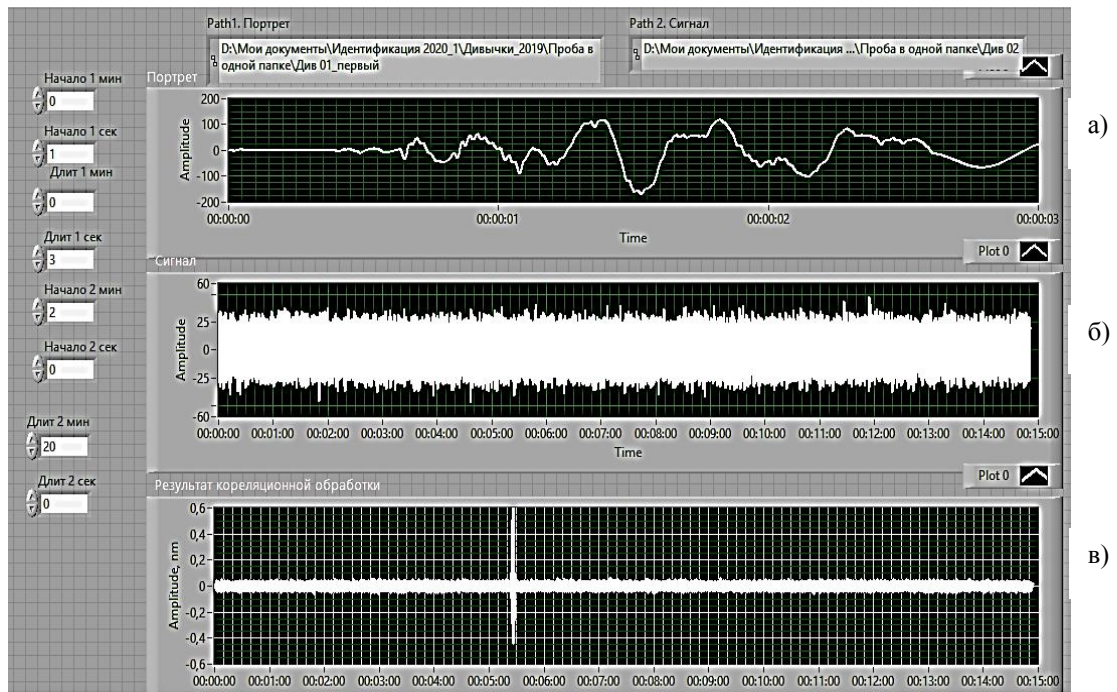 Path1. Портрет
Path 2. Сигнал
D:\Мои документы\Идентификация 2020_1\Дивычки_2019\Проба в
одной папке\Див 01_первый
D:\Мои документы\Идентификация ...\Проба в одной папке\Див 02
Начало 1 мин
0
Начало 1 сек
1
Длит 1 мин
0
Длит 1 сек
3
Начало 2 мин
2
Начало 2 сек
0
Длит 2 мин
20
Длит 2 сек
0
Портрет
Amplitude
200
100
0
-100
-200
00:00:00 00:00:01 00:00:02 00:00:03
Time
а)
Сигнал
Plot 0
Amplitude
60
25
0
-25
-60
00:00:00 00:01:00 00:02:00 00:03:00 00:04:00 00:05:00 00:06:00 00:07:00 00:08:00 00:09:00 00:10:00 00:11:00 00:12:00 00:13:00 00:14:00 00:15:00
Time
б)
Результат кореляционной обработки
Plot 0
Amplitude, nm
0,6
0,4
0,2
0
-0,2
-0,4
-0,6
00:00:00 00:01:00 00:02:00 00:03:00 00:04:00 00:05:00 00:06:00 00:07:00 00:08:00 00:09:00 00:10:00 00:11:00 00:12:00 00:13:00 00:14:00 00:15:00
в)